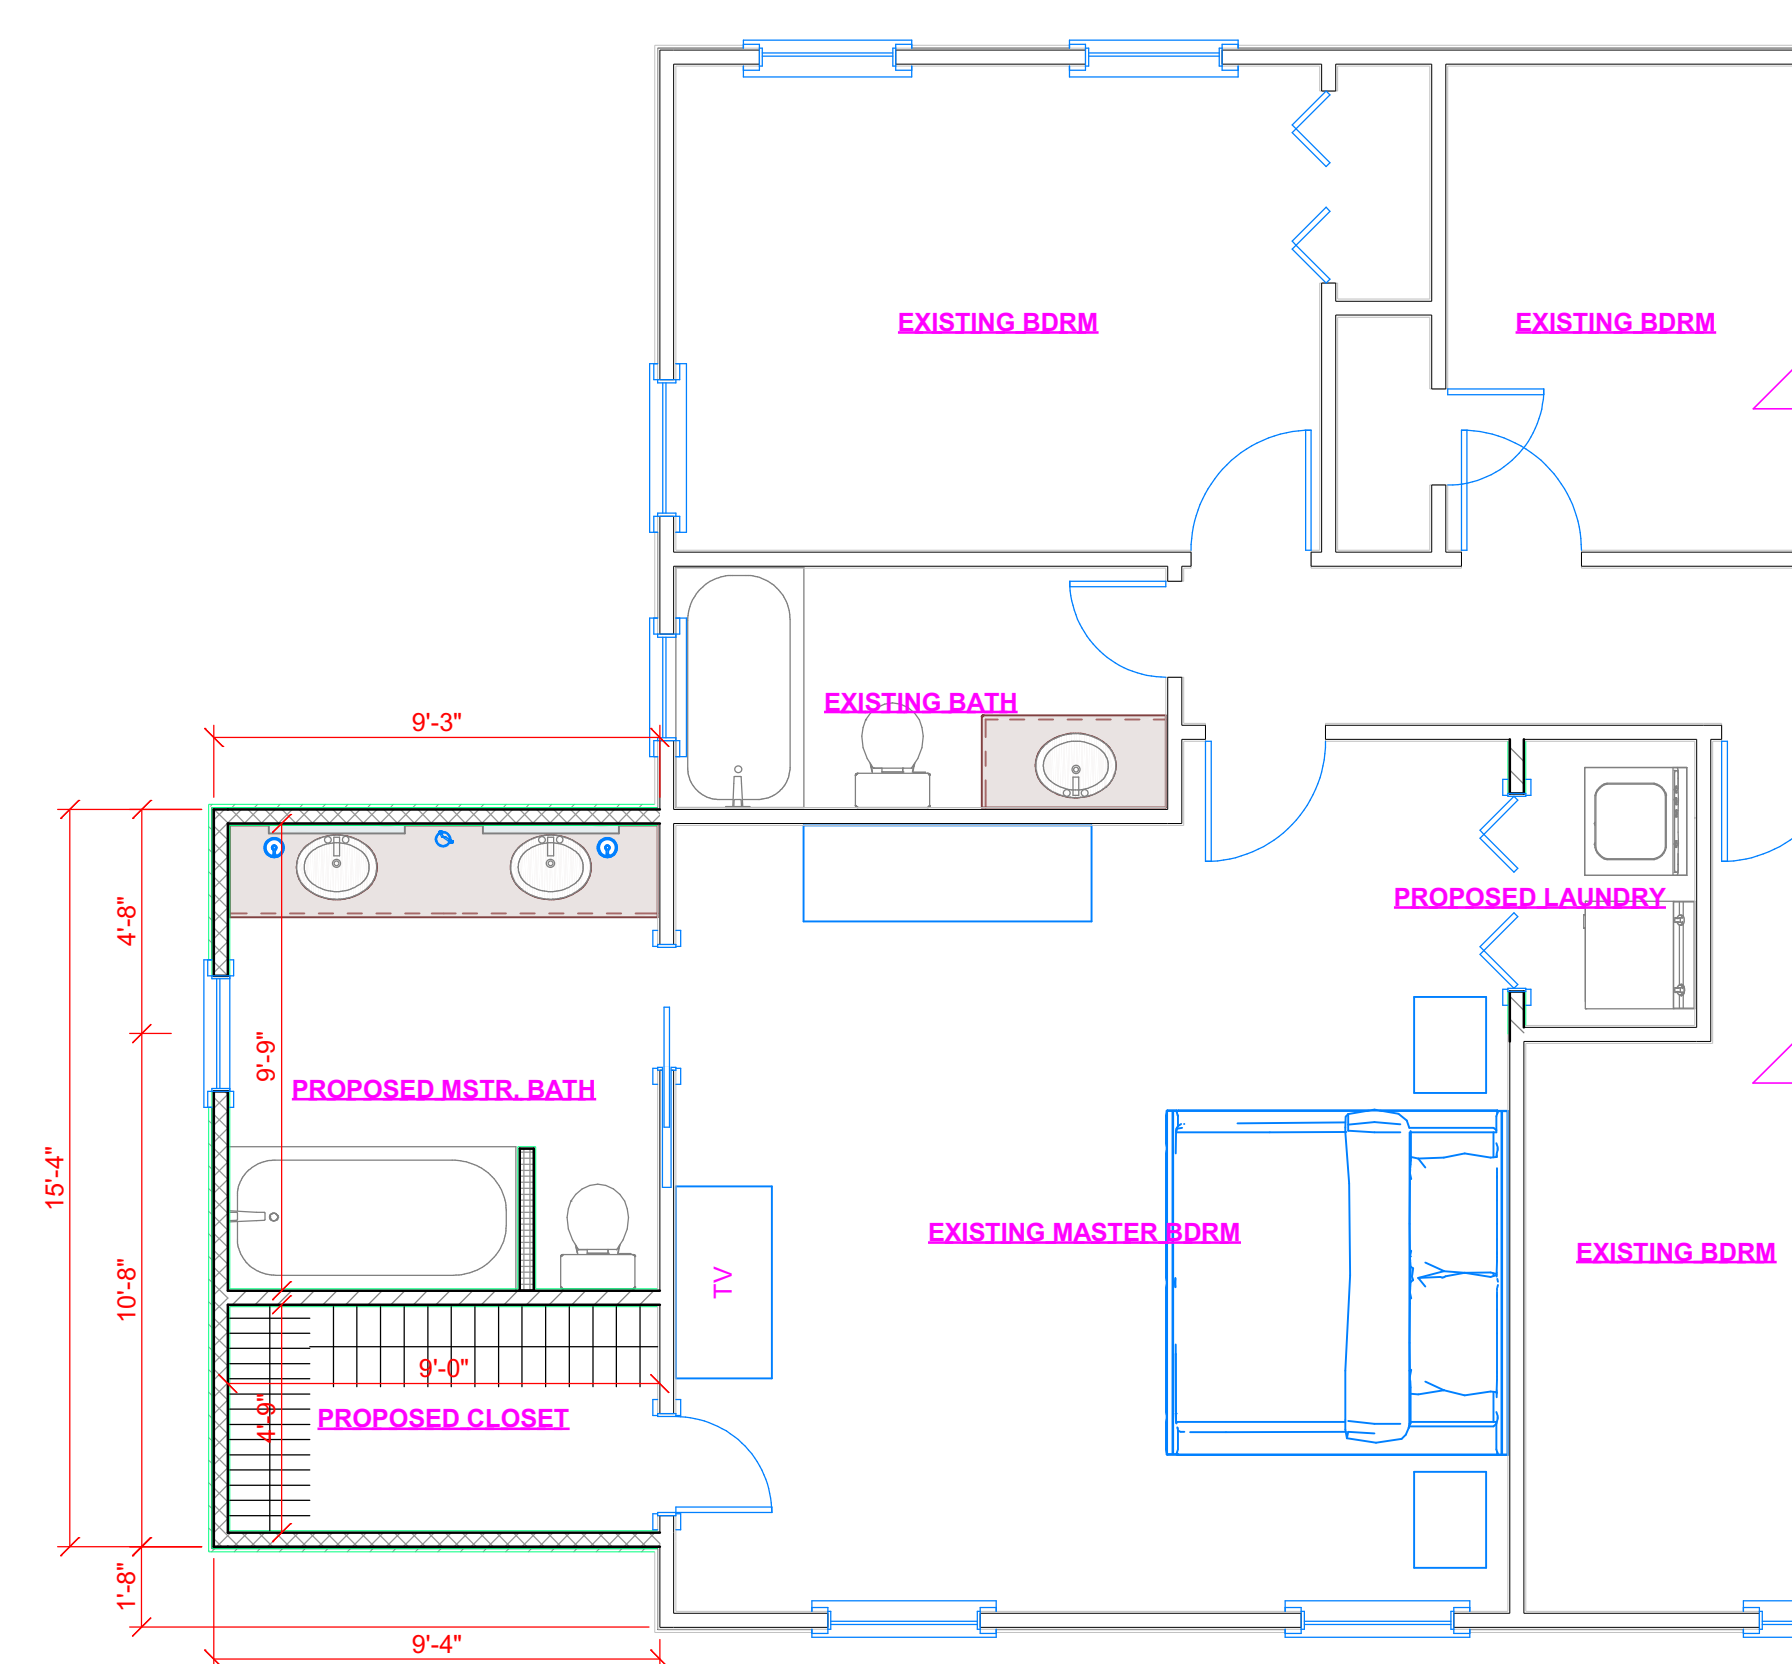 EXISTING BDRM
EXISTING BDRM
EXISTING BATH
9'-3"
PROPOSED LAUNDRY
4'-8"
9'-9"
PROPOSED MSTR. BATH
15'-4"
EXISTING MASTER BDRM
EXISTING BDRM
10'-8"
TV
9'-0"
4'-9"
PROPOSED CLOSET
1'-8"
9'-4"